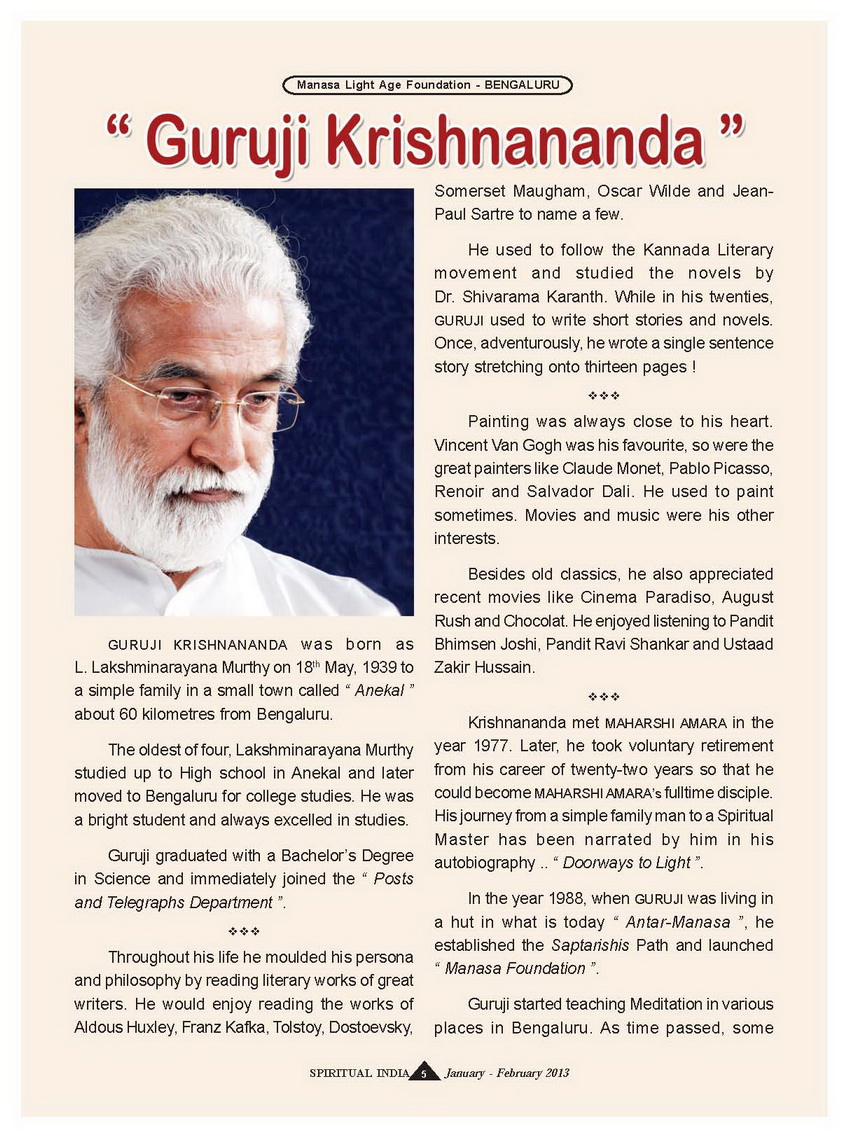 Manasa Light Age Foundation - BENGALURU
“ Guruji Krishnananda ”
GURUJI KRISHNANANDA was born as
L. Lakshminarayana Murthy on 18th May, 1939 to
a simple family in a small town called “ Anekal ”
about 60 kilometres from Bengaluru.
The oldest of four, Lakshminarayana Murthy
studied up to High school in Anekal and later
moved to Bengaluru for college studies. He was
a bright student and always excelled in studies.
Guruji graduated with a Bachelor’s Degree
in Science and immediately joined the “ Posts
and Telegraphs Department ”.
❖❖❖
Throughout his life he moulded his persona
and philosophy by reading literary works of great
writers. He would enjoy reading the works of
Aldous Huxley, Franz Kafka, Tolstoy, Dostoevsky,
Somerset Maugham, Oscar Wilde and Jean-
Paul Sartre to name a few.
He used to follow the Kannada Literary
movement and studied the novels by
Dr. Shivarama Karanth. While in his twenties,
GURUJI used to write short stories and novels.
Once, adventurously, he wrote a single sentence
story stretching onto thirteen pages !
❖❖❖
Painting was always close to his heart.
Vincent Van Gogh was his favourite, so were the
great painters like Claude Monet, Pablo Picasso,
Renoir and Salvador Dali. He used to paint
sometimes. Movies and music were his other
interests.
Besides old classics, he also appreciated
recent movies like Cinema Paradiso, August
Rush and Chocolat. He enjoyed listening to Pandit
Bhimsen Joshi, Pandit Ravi Shankar and Ustaad
Zakir Hussain.
❖❖❖
Krishnananda met MAHARSHI AMARA in the
year 1977. Later, he took voluntary retirement
from his career of twenty-two years so that he
could become MAHARSHI AMARA’s fulltime disciple.
His journey from a simple family man to a Spiritual
Master has been narrated by him in his
autobiography .. “ Doorways to Light ”.
In the year 1988, when GURUJI was living in
a hut in what is today “ Antar-Manasa ”, he
established the Saptarishis Path and launched
“ Manasa Foundation ”.
Guruji started teaching Meditation in various
places in Bengaluru. As time passed, some
SPIRITUAL INDIA 5 January - February 2013